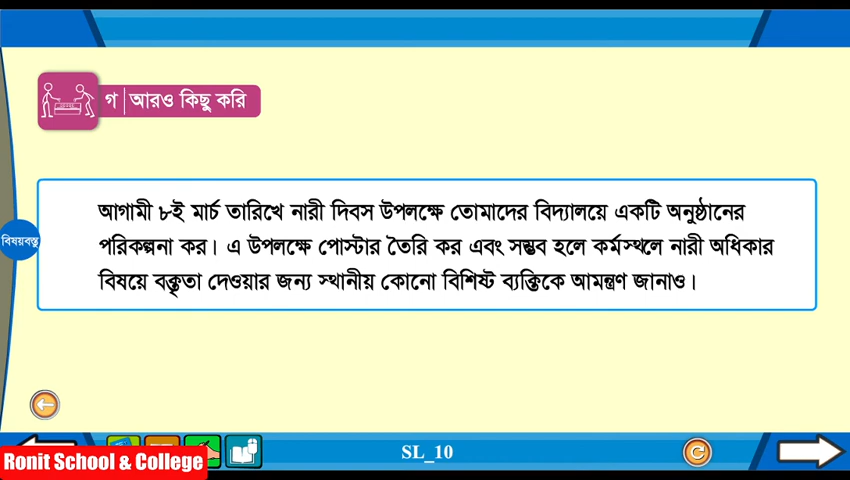 গ | আরও কিছু করি
আগামী ৮ই মার্চ তারিখে নারী দিবস উপলক্ষে তোমাদের বিদ্যালয়ে একটি অনুষ্ঠানের
পরিকল্পনা কর। এ উপলক্ষে পোস্টার তৈরি কর এবং সম্ভব হলে কর্মস্থলে নারী অধিকার
বিষয়ে বক্তৃতা দেওয়ার জন্য স্থানীয় কোনো বিশিষ্ট ব্যক্তিকে আমন্ত্রণ জানাও।
বিষয়বস্তু
SL_10
Ronit School & College